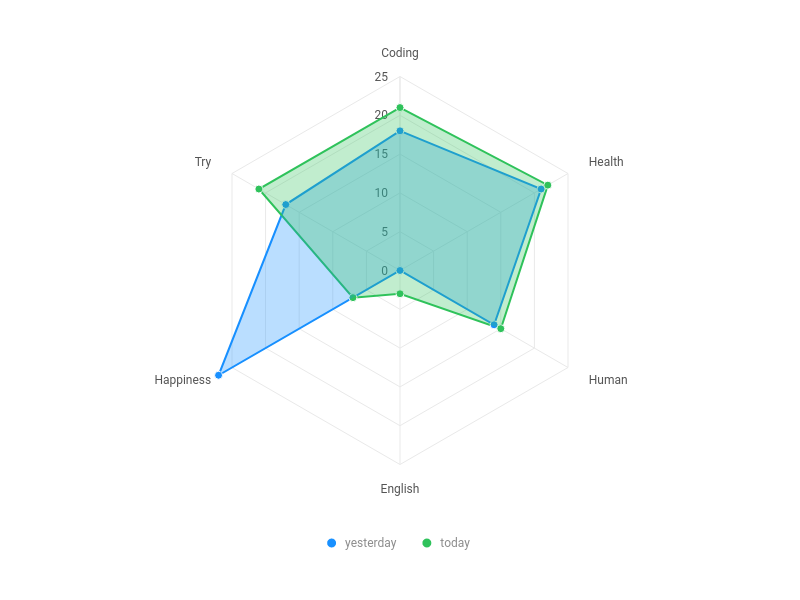 Coding
25
20
Try
15
Health
10
5
0
Happiness
Human
English
yesterday today